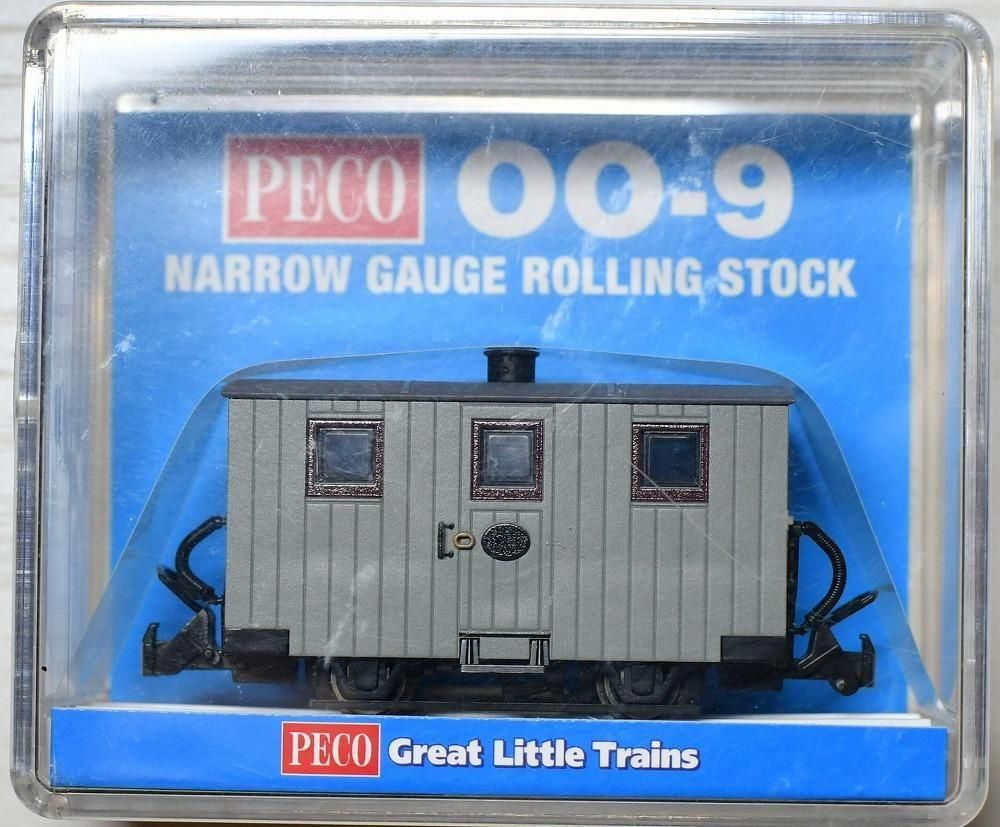 PECO OO-9
NARROW GAUGE ROLLING STOCK
PECO Great Little Trains